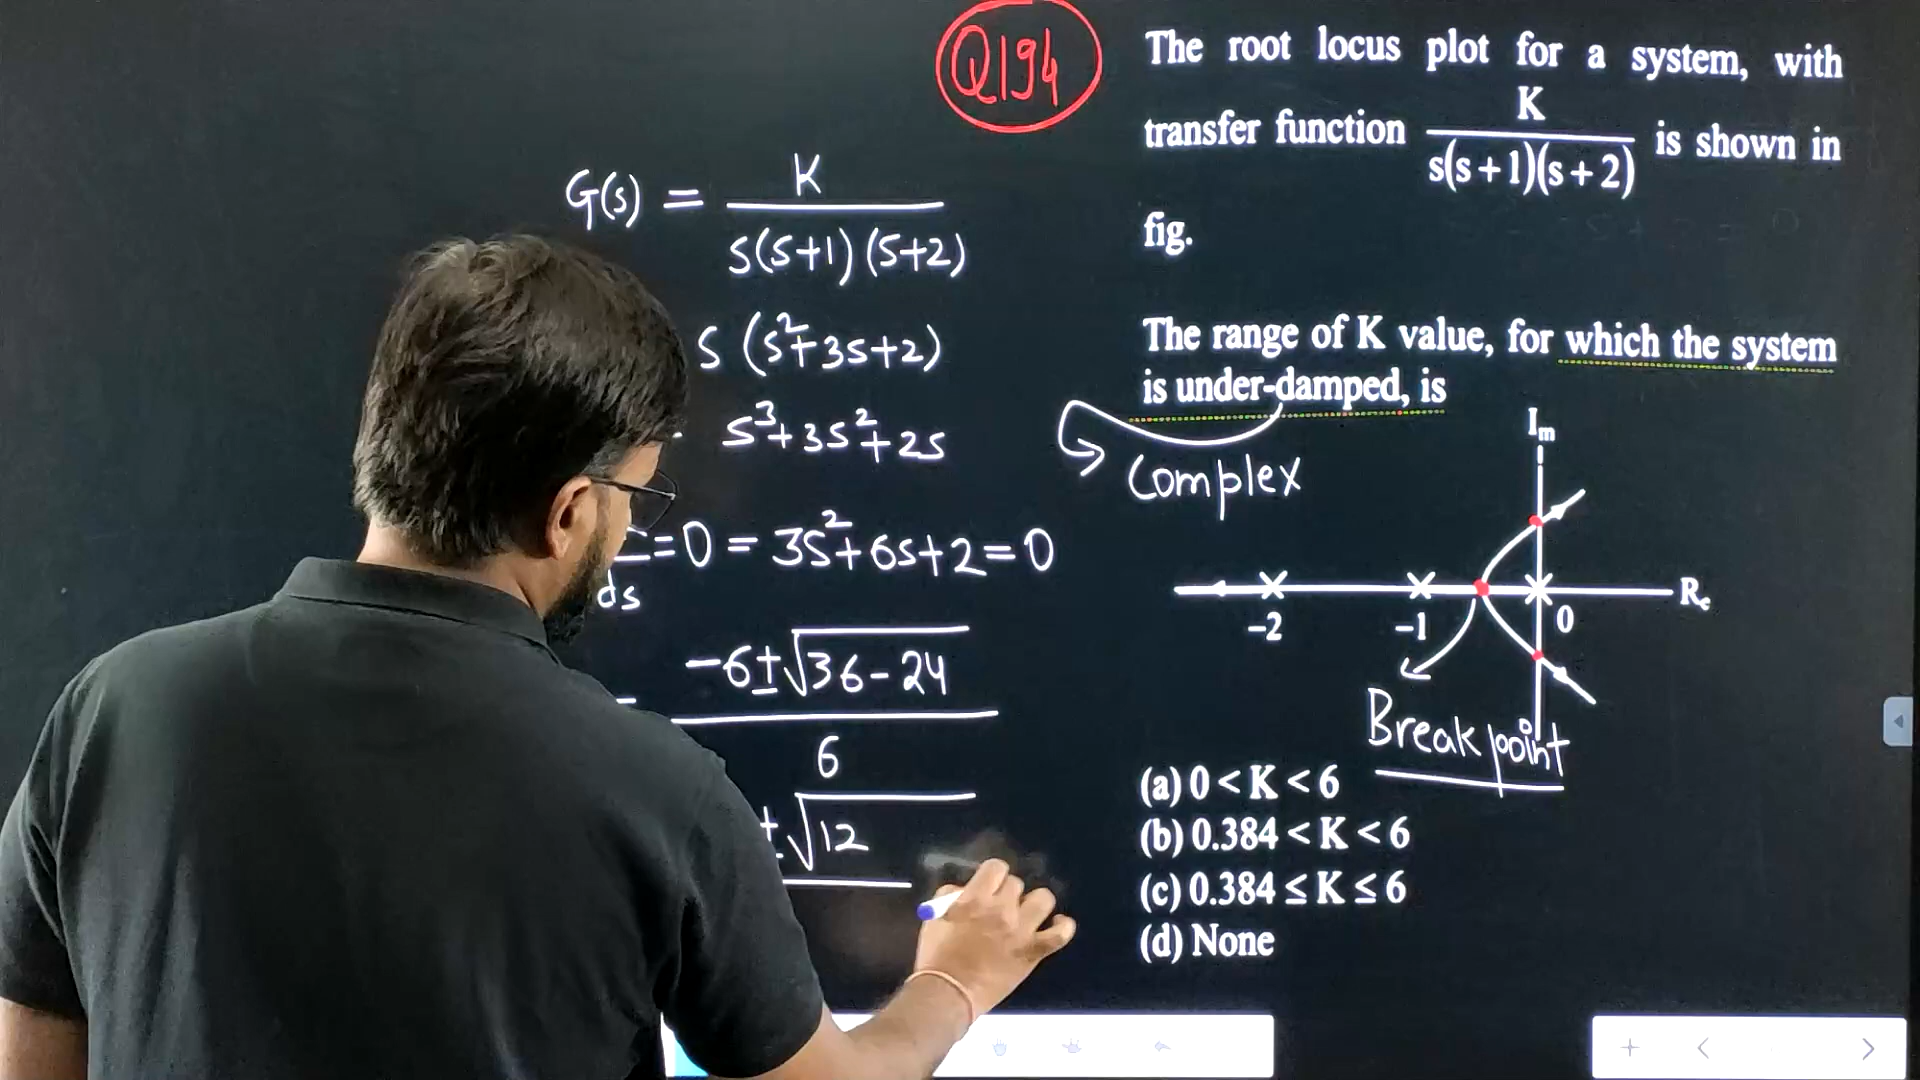 Q194
G(s) = K / s(s+1)(s+2)
s(s²+3s+2)
s³+3s²+2s
ds =0 = 3s²+6s+2=0
-6±√36-24
6
±√12
The root locus plot for a system, with
transfer function K / s(s+1)(s+2) is shown in
fig.
The range of K value, for which the system
is under-damped, is
Complex
Im
Re
-2 -1 0
Break point
(a) 0 < K < 6
(b) 0.384 < K < 6
(c) 0.384 ≤ K ≤ 6
(d) None